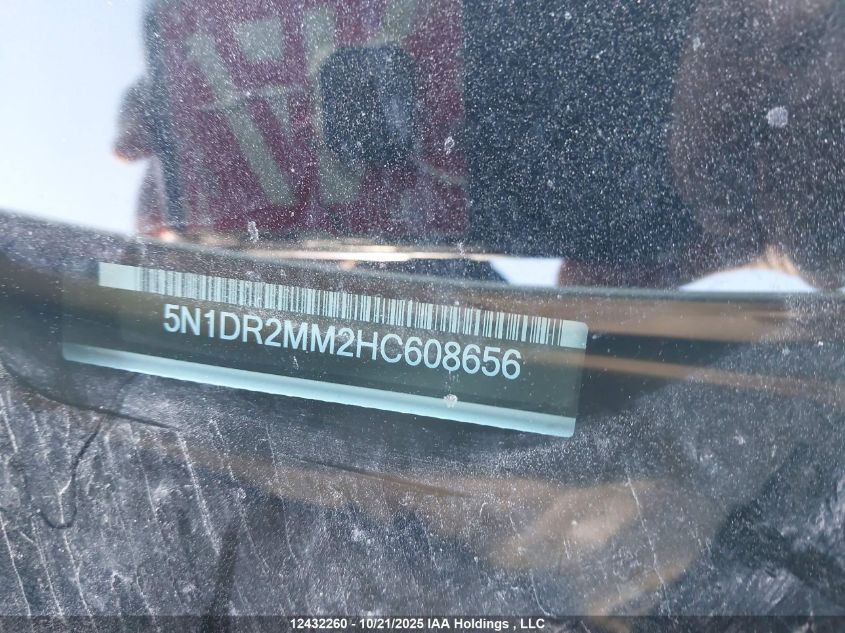 5N1DR2MM2HC608656
12432260 - 10/21/2025 IAA Holdings , LLC